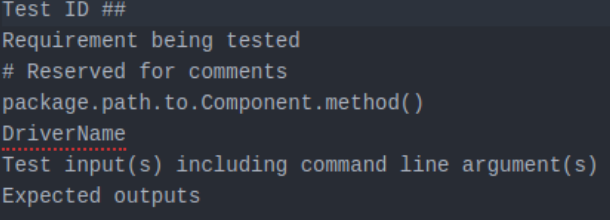 Test ID ##
Requirement being tested
# Reserved for comments
package.path.to.Component.method()
DriverName
Test input(s) including command line argument(s)
Expected outputs